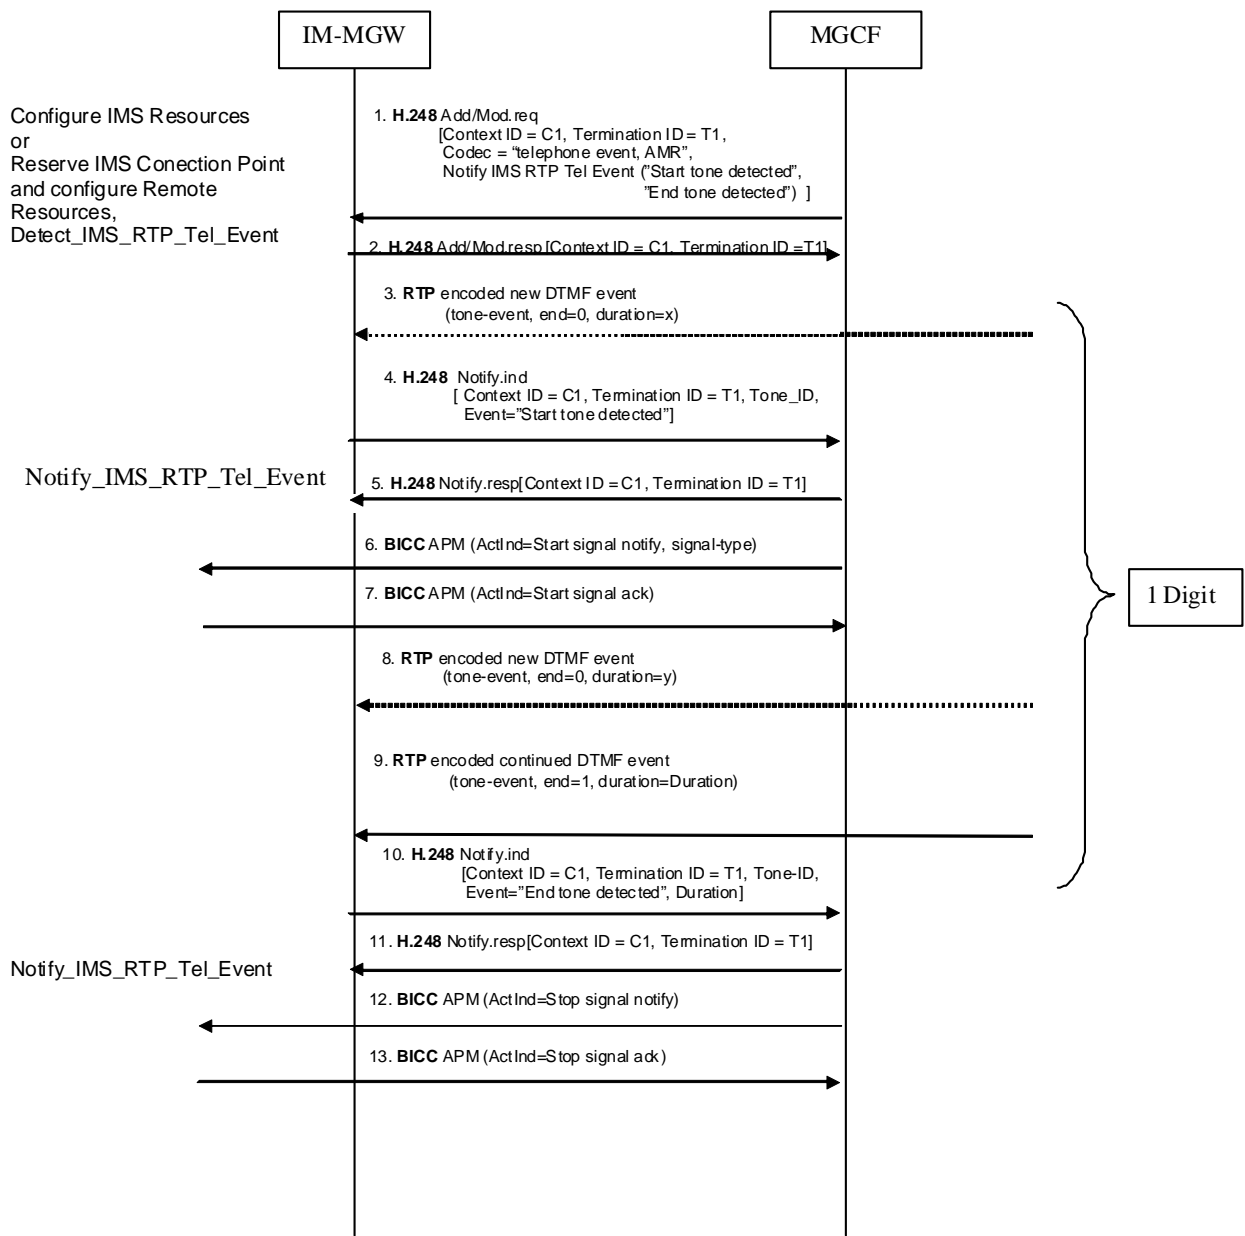 IM-MGW
MGCF
Configure IMS Resources
or
Reserve IMS Conection Point
and configure Remote
Resources,
Detect_IMS_RTP_Tel_Event
1. H.248 Add/Mod.req
[Context ID = C1, Termination ID = T1,
Codec = “telephone event, AMR”,
Notify IMS RTP Tel Event (”Start tone detected”,
”End tone detected”) ]
2. H.248 Add/Mod.resp[Context ID = C1, Termination ID =T1]
3. RTP encoded new DTMF event
(tone-event, end=0, duration=x)
4. H.248 Notify.ind
[ Context ID = C1, Termination ID = T1, Tone_ID,
Event=”Start tone detected”]
Notify_IMS_RTP_Tel_Event
5. H.248 Notify.resp[Context ID = C1, Termination ID = T1]
6. BICC APM (ActInd=Start signal notify, signal-type)
7. BICC APM (ActInd=Start signal ack)
1 Digit
8. RTP encoded new DTMF event
(tone-event, end=0, duration=y)
9. RTP encoded continued DTMF event
(tone-event, end=1, duration=Duration)
10. H.248 Notify.ind
[Context ID = C1, Termination ID = T1, Tone-ID,
Event=”End tone detected”, Duration]
11. H.248 Notify.resp[Context ID = C1, Termination ID = T1]
Notify_IMS_RTP_Tel_Event
12. BICC APM (ActInd=Stop signal notify)
13. BICC APM (ActInd=Stop signal ack)